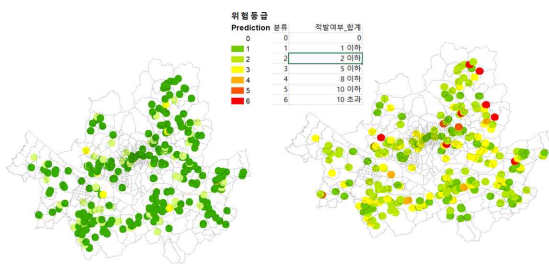 위험등급
Prediction 분류 적발여부_합계
0 0 0
1 1 1 이하
2 2 2 이하
3 3 5 이하
4 4 8 이하
5 5 10 이하
6 6 10 초과